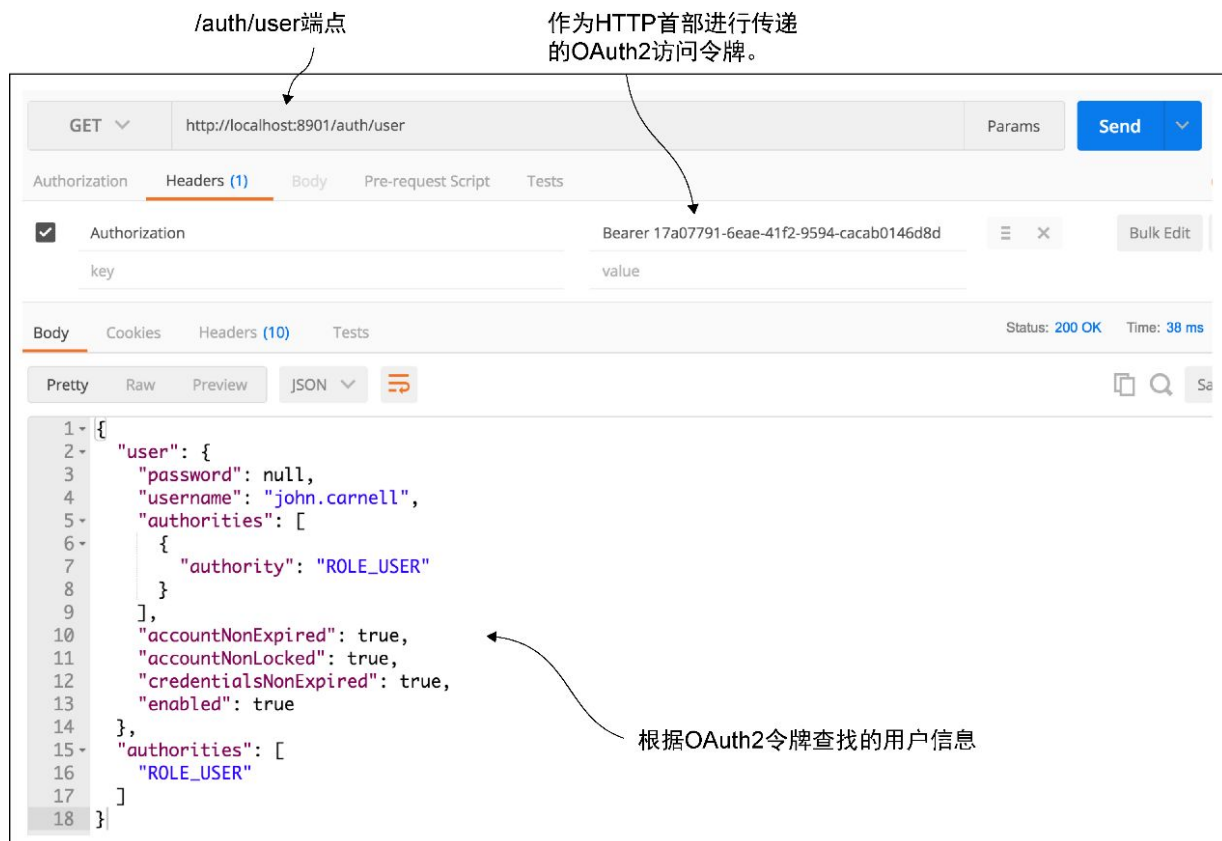 /auth/user端点
作为HTTP首部进行传递
的OAuth2访问令牌。
GET http://localhost:8901/auth/user Params Send
Authorization Headers (1) Body Pre-request Script Tests
Authorization Bearer 17a07791-6eae-41f2-9594-cacab0146d8d Bulk Edit
key value
Body Cookies Headers (10) Tests Status: 200 OK Time: 38 ms
Pretty Raw Preview JSON Sa
1 {
2 "user": {
3 "password": null,
4 "username": "john.carnell",
5 "authorities": [
6 {
7 "authority": "ROLE_USER"
8 }
9 ],
10 "accountNonExpired": true,
11 "accountNonLocked": true,
12 "credentialsNonExpired": true,
13 "enabled": true
14 },
15 "authorities": [
根据OAuth2令牌查找的用户信息
16 "ROLE_USER"
17 ]
18 }